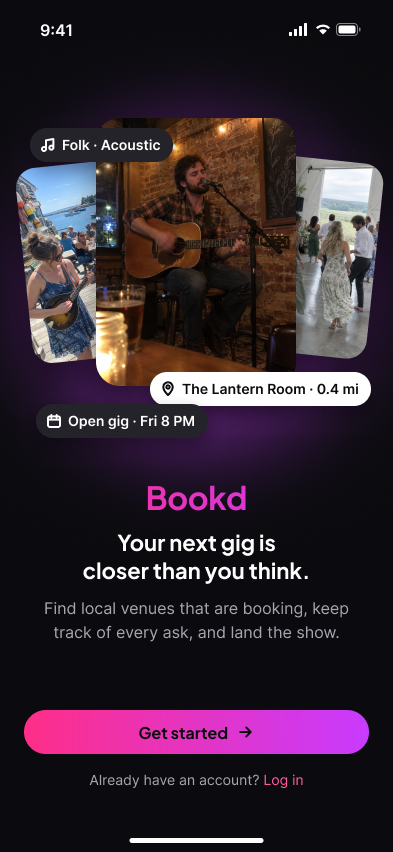 9:41
Folk · Acoustic
The Lantern Room · 0.4 mi
Open gig · Fri 8 PM
Bookd
Your next gig is
closer than you think.
Find local venues that are booking, keep
track of every ask, and land the show.
Get started →
Already have an account? Log in